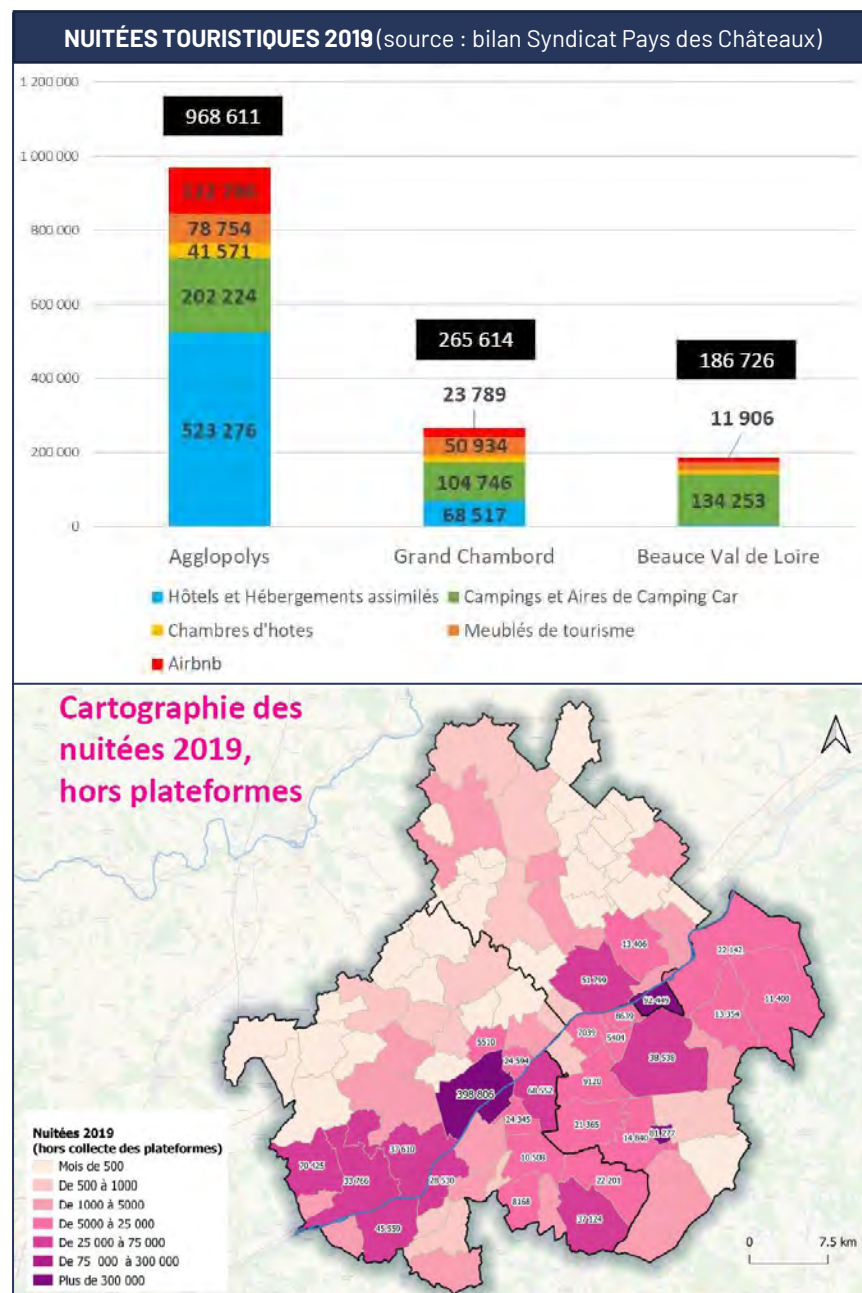 NUITÉES TOURISTIQUES 2019 (source : bilan Syndicat Pays des Châteaux)
1 200 000
968 611
1 000 000
78 754
800 000
41 571
202 224
600 000
265 614
186 726
400 000
23 789
11 906
523 276
50 934
200 000
104 746
134 253
68 517
0
Agglopolys
Grand Chambord
Beauce Val de Loire
Hôtels et Hébergements assimilés
Campings et Aires de Camping Car
Chambres d'hotes
Meublés de tourisme
Airbnb
Cartographie des
nuitées 2019,
hors plateformes
13 406
22 142
51 799
11 400
13 354
8639
7039
5404
5510
24 594
38 538
68 552
9120
398 806
24 345
21 365
14 840
81 277
37 610
70 425
10 508
33 766
28 530
22 201
8168
45 559
37 124
Nuitées 2019
(hors collecte des plateformes)
Mois de 500
De 500 à 1000
De 1000 à 5000
De 5000 à 25 000
De 25 000 à 75 000
De 75 000 à 300 000
Plus de 300 000
0
7.5 km